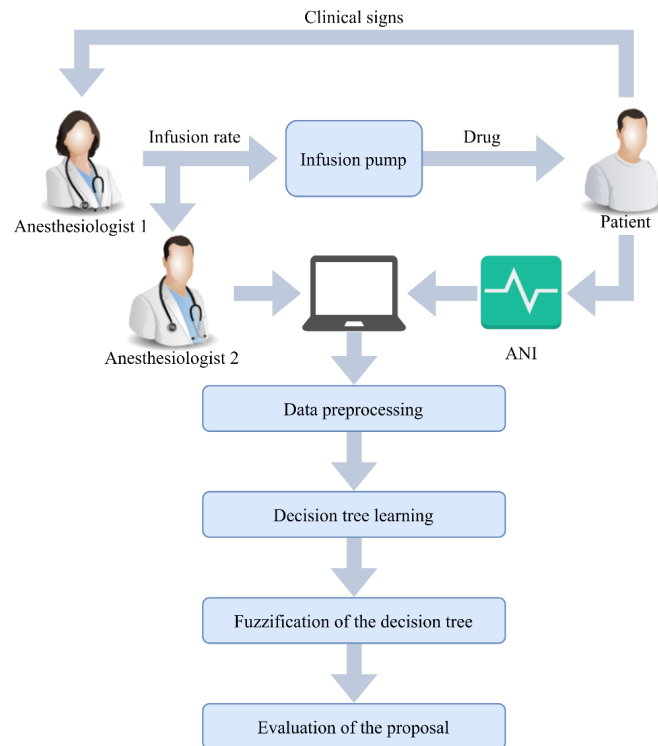 Clinical signs
Infusion rate
Infusion pump
Drug
Anesthesiologist 1
Patient
Anesthesiologist 2
ANI
Data preprocessing
Decision tree learning
Fuzzification of the decision tree
Evaluation of the proposal